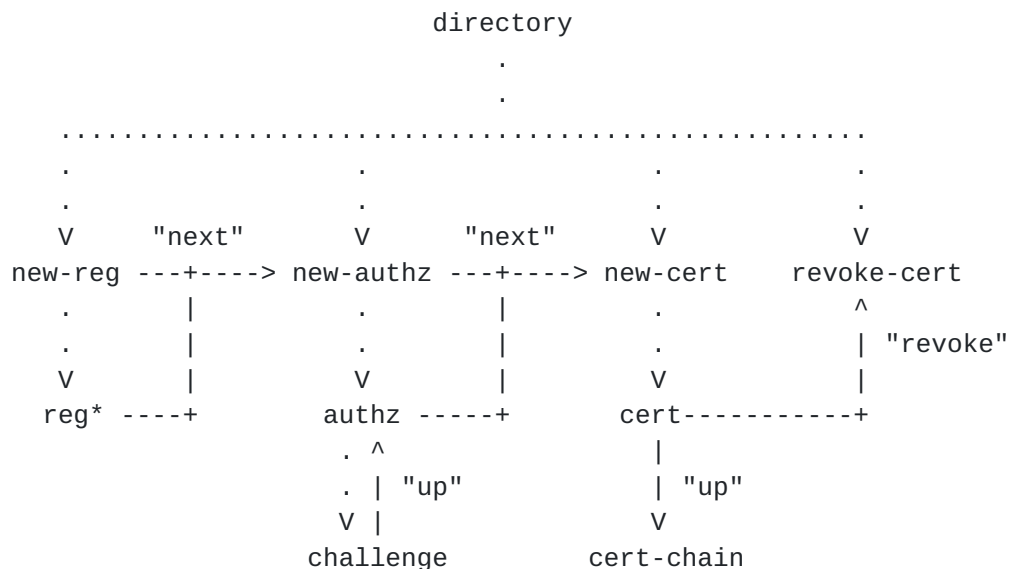 directory
.
.
.....................................................
.                   .                   .             .
.                   .                   .             .
V     "next"        V      "next"       V             V
new-reg ---+----> new-authz ---+----> new-cert    revoke-cert
.       |           .          |          .             ^
.       |           .          |          .             | "revoke"
V       |           V          |          V             |
reg* ----+        authz -----+       cert-----------+
. ^                   |
. | "up"              | "up"
V |                   V
challenge         cert-chain